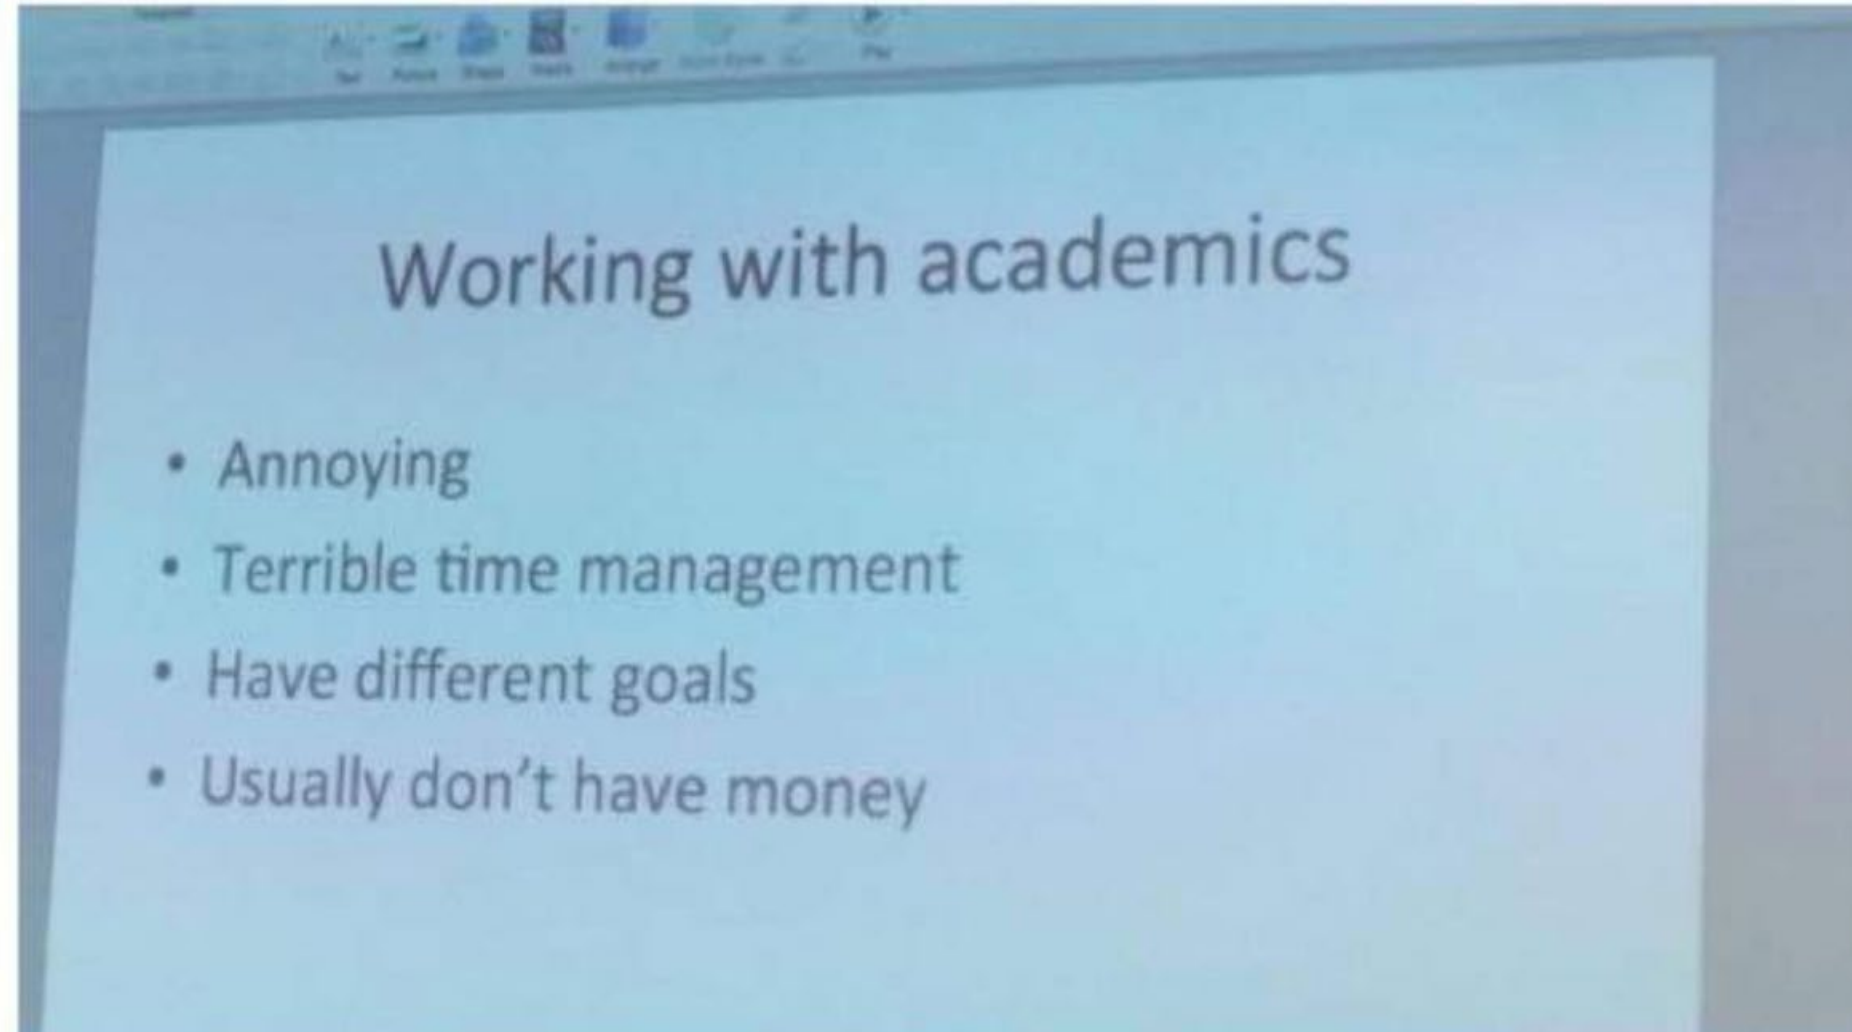 Working with academics
• Annoying
• Terrible time management
• Have different goals
• Usually don't have money